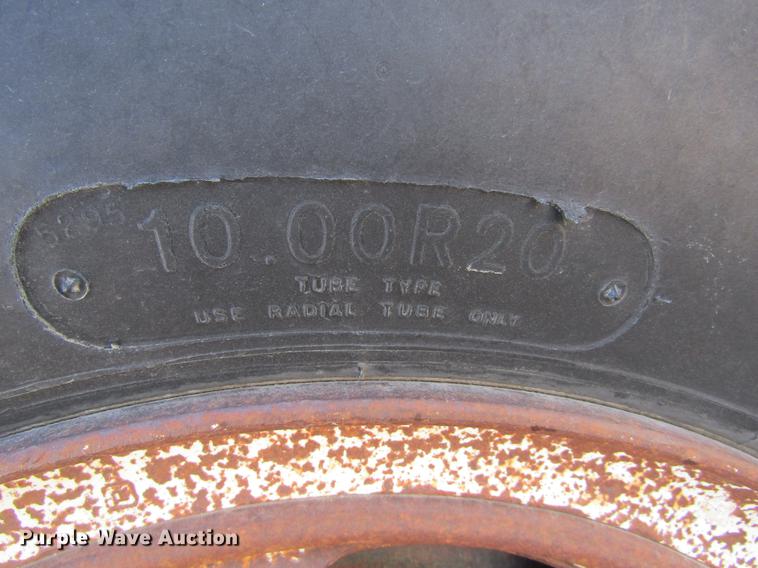 5295
10.00R20
TUBE TYPE
USE RADIAL TUBE ONLY
Purple Wave Auction